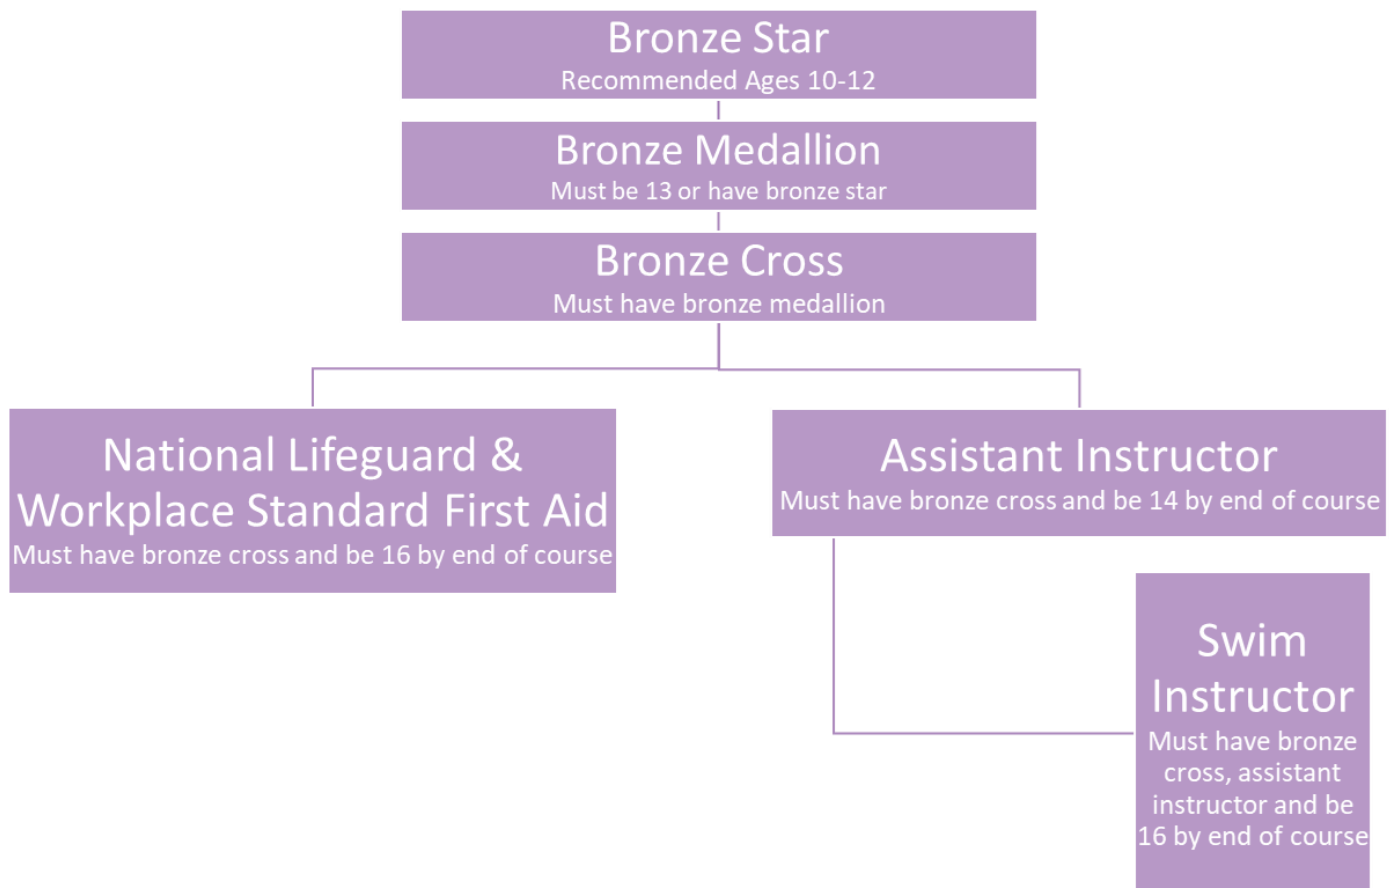 Bronze Star
Recommended Ages 10-12
Bronze Medallion
Must be 13 or have bronze star
Bronze Cross
Must have bronze medallion
National Lifeguard &
Workplace Standard First Aid
Must have bronze cross and be 16 by end of course
Assistant Instructor
Must have bronze cross and be 14 by end of course
Swim
Instructor
Must have bronze
cross, assistant
instructor and be
16 by end of course